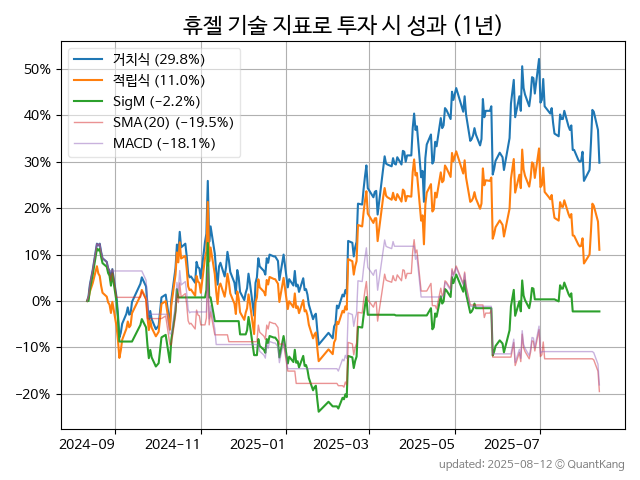 휴젤 기술 지표로 투자 시 성과 (1년)
거치식 (29.8%)
적립식 (11.0%)
SigM (−2.2%)
SMA(20) (−19.5%)
MACD (−18.1%)
50%
40%
30%
20%
10%
0%
−10%
−20%
2024−09 2024−11 2025−01 2025−03 2025−05 2025−07
updated: 2025-08-12 © QuantKang